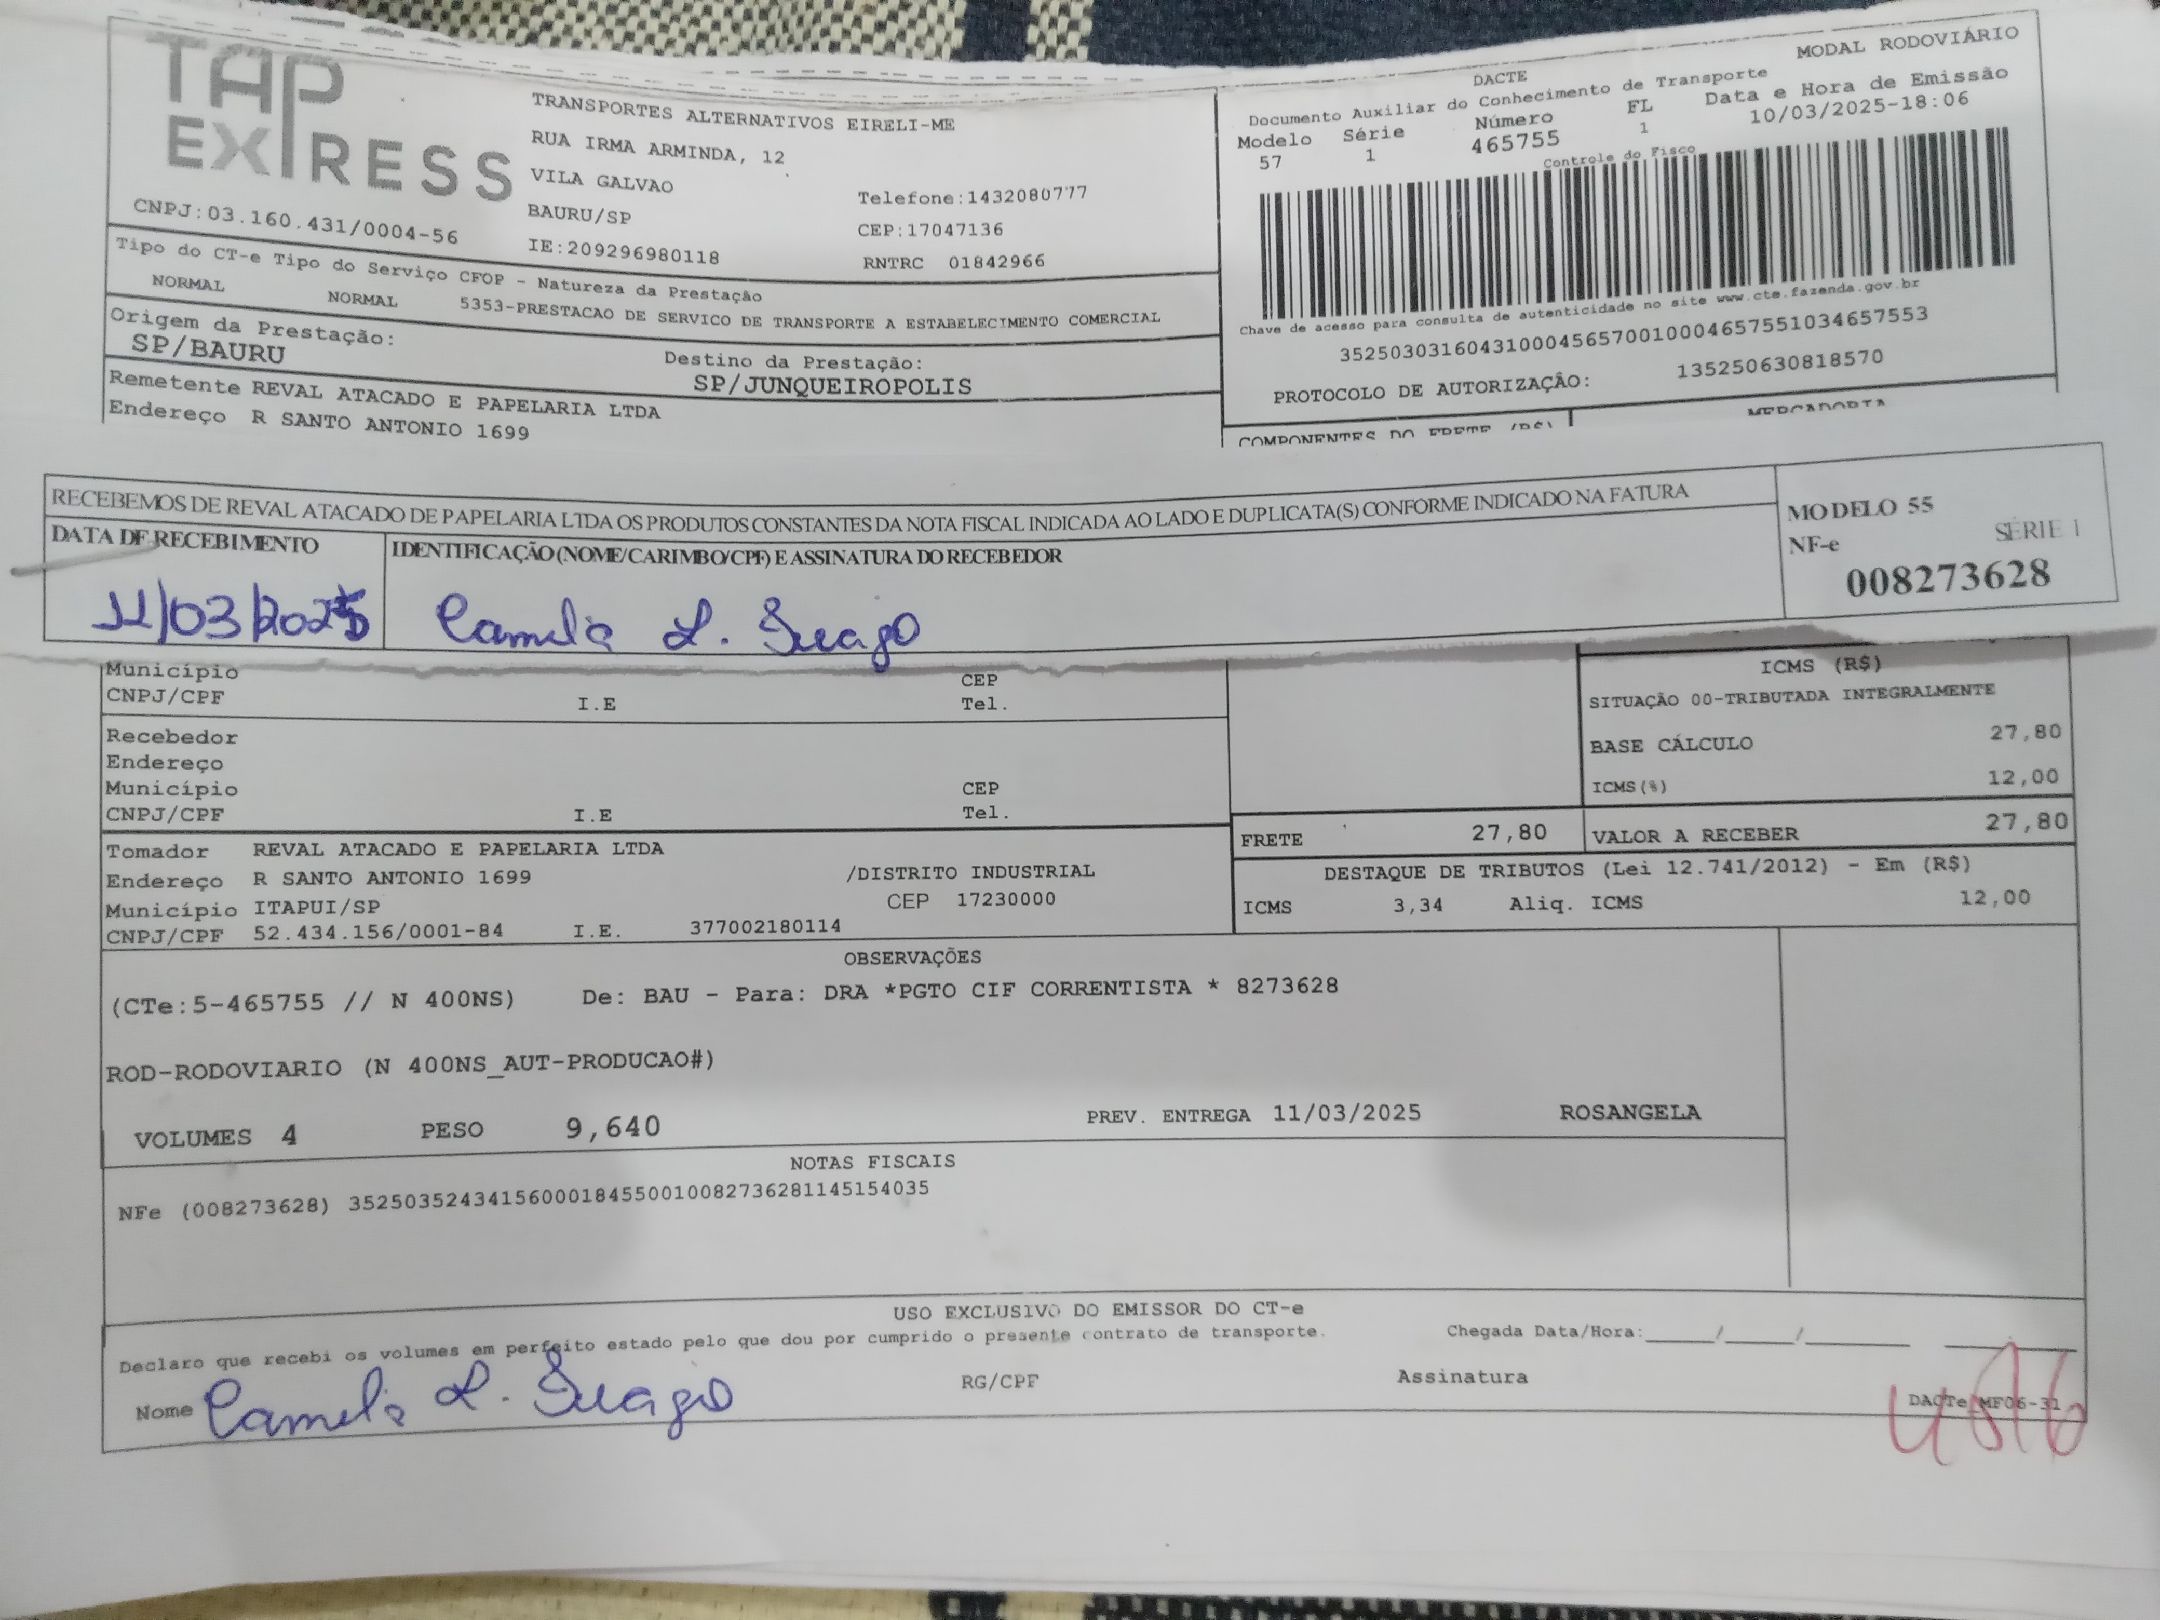 TAP
EXPRESS
CNPJ:03.160.431/0004-56
TRANSPORTES ALTERNATIVOS EIRELI-ME
RUA IRMA ARMINDA, 12
VILA GALVAO
BAURU/SP
IE:209296980118
Telefone:1432080777
CEP:17047136
RNTRC 01842966
MODAL RODOVIÁRIO
DACTE
Documento Auxiliar do Conhecimento de Transporte
Modelo Série Número FL Data e Hora de Emissão
57 1 465755 1 10/03/2025-18:06
Controle do Fisco
Chave de acesso para consulta de autenticidade no site www.cte.fazenda.gov.br
35250303160431000456570010004657551034657553
PROTOCOLO DE AUTORIZAÇÃO: 135250630818570
Tipo do CT-e Tipo do Serviço CFOP - Natureza da Prestação
NORMAL NORMAL 5353-PRESTACAO DE SERVICO DE TRANSPORTE A ESTABELECIMENTO COMERCIAL
Origem da Prestação: Destino da Prestação:
SP/BAURU SP/JUNQUEIROPOLIS
Remetente REVAL ATACADO E PAPELARIA LTDA
Endereço R SANTO ANTONIO 1699
COMPONENTES DO FRETE (R$) MERCADORIA
RECEBEMOS DE REVAL ATACADO DE PAPELARIA LTDA OS PRODUTOS CONSTANTES DA NOTA FISCAL INDICADA AO LADO E DUPLICATA(S) CONFORME INDICADO NA FATURA
DATA DE RECEBIMENTO
IDENTIFICAÇÃO (NOME/CARIMBO/CPF) E ASSINATURA DO RECEBEDOR
11/03/2025
Camila L.
MODELO 55
NF-e SÉRIE 1
008273628
Município CEP
CNPJ/CPF I.E Tel.
Recebedor
Endereço
Município CEP
CNPJ/CPF I.E Tel.
ICMS (R$)
SITUAÇÃO 00-TRIBUTADA INTEGRALMENTE
BASE CÁLCULO 27,80
ICMS(%) 12,00
FRETE 27,80 VALOR A RECEBER 27,80
DESTAQUE DE TRIBUTOS (Lei 12.741/2012) - Em (R$)
ICMS 3,34 Aliq. ICMS 12,00
Tomador REVAL ATACADO E PAPELARIA LTDA
Endereço R SANTO ANTONIO 1699 /DISTRITO INDUSTRIAL
Município ITAPUI/SP CEP 17230000
CNPJ/CPF 52.434.156/0001-84 I.E. 377002180114
OBSERVAÇÕES
(CTe:5-465755 // N 400NS) De: BAU - Para: DRA *PGTO CIF CORRENTISTA * 8273628
ROD-RODOVIARIO (N 400NS_AUT-PRODUCAO#)
VOLUMES 4 PESO 9,640 PREV. ENTREGA 11/03/2025 ROSANGELA
NOTAS FISCAIS
NFe (008273628) 35250352434156000184550010082736281145154035
USO EXCLUSIVO DO EMISSOR DO CT-e
Declaro que recebi os volumes em perfeito estado pelo que dou por cumprido o presente contrato de transporte. Chegada Data/Hora:_____/_____/_______
Nome Camila L. RG/CPF Assinatura
DACTe MF06-31